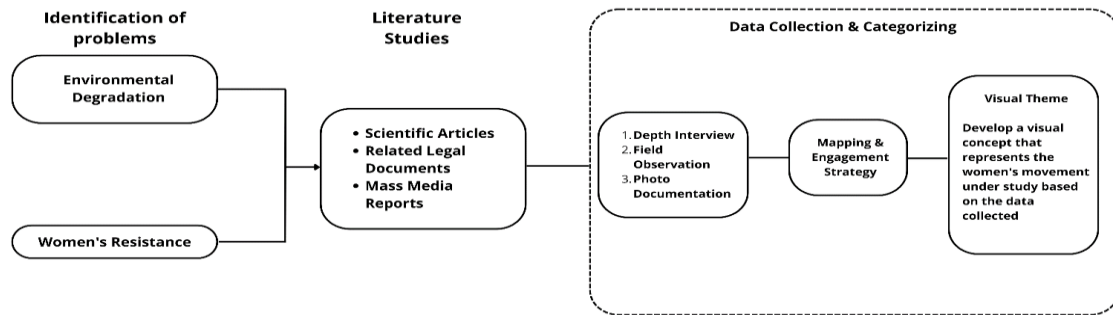 Identification of
problems
Environmental
Degradation
Women's Resistance
Literature
Studies
• Scientific Articles
• Related Legal
Documents
• Mass Media
Reports
Data Collection & Categorizing
1. Depth Interview
2. Field
Observation
3. Photo
Documentation
Mapping &
Engagement
Strategy
Visual Theme
Develop a visual
concept that
represents the
women's movement
under study based
on the data
collected